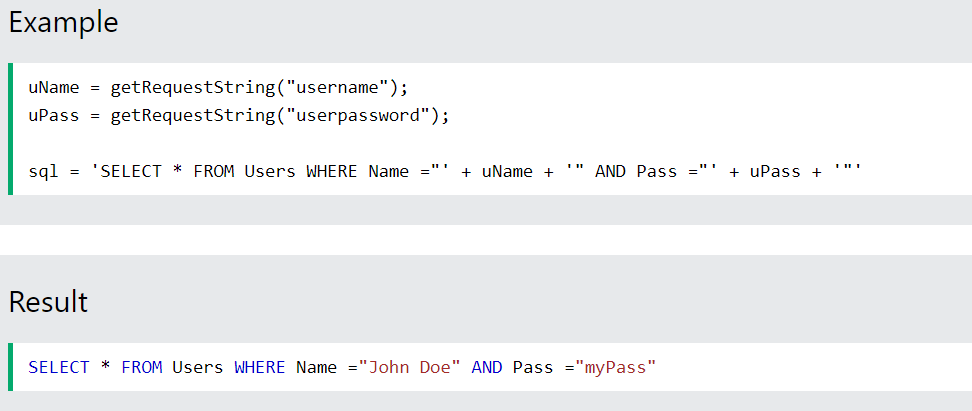 Example
uName = getRequestString("username");
uPass = getRequestString("userpassword");
sql = 'SELECT * FROM Users WHERE Name ="' + uName + '" AND Pass ="' + uPass + '"'
Result
SELECT * FROM Users WHERE Name ="John Doe" AND Pass ="myPass"